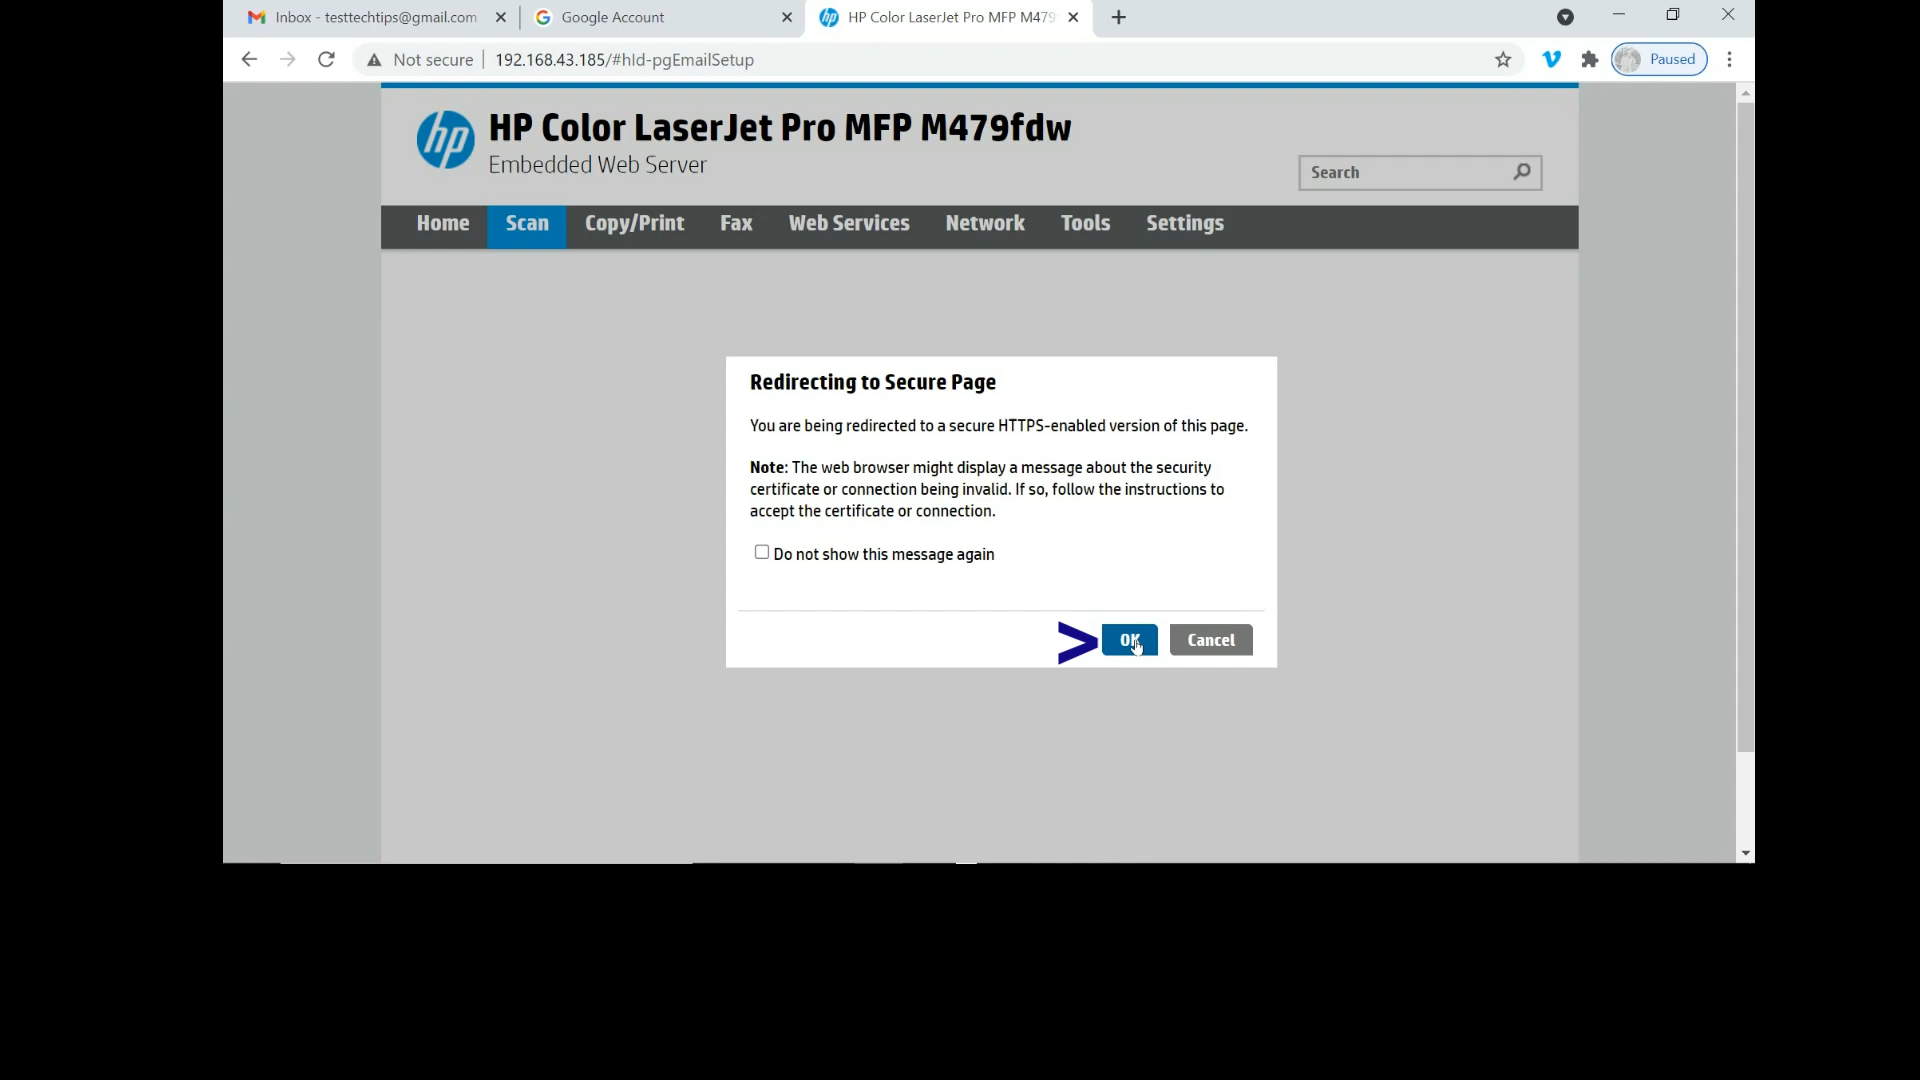 Inbox - testtechtips@gmail.com
Google Account
HP Color LaserJet Pro MFP M479
Not secure
192.168.43.185/#hId-pgEmailSetup
Paused
hp
HP Color LaserJet Pro MFP M479fdw
Embedded Web Server
Search
Home Scan Copy/Print Fax Web Services Network Tools Settings
Redirecting to Secure Page
You are being redirected to a secure HTTPS-enabled version of this page.
Note: The web browser might display a message about the security
certificate or connection being invalid. If so, follow the instructions to
accept the certificate or connection.
Do not show this message again
> OK Cancel